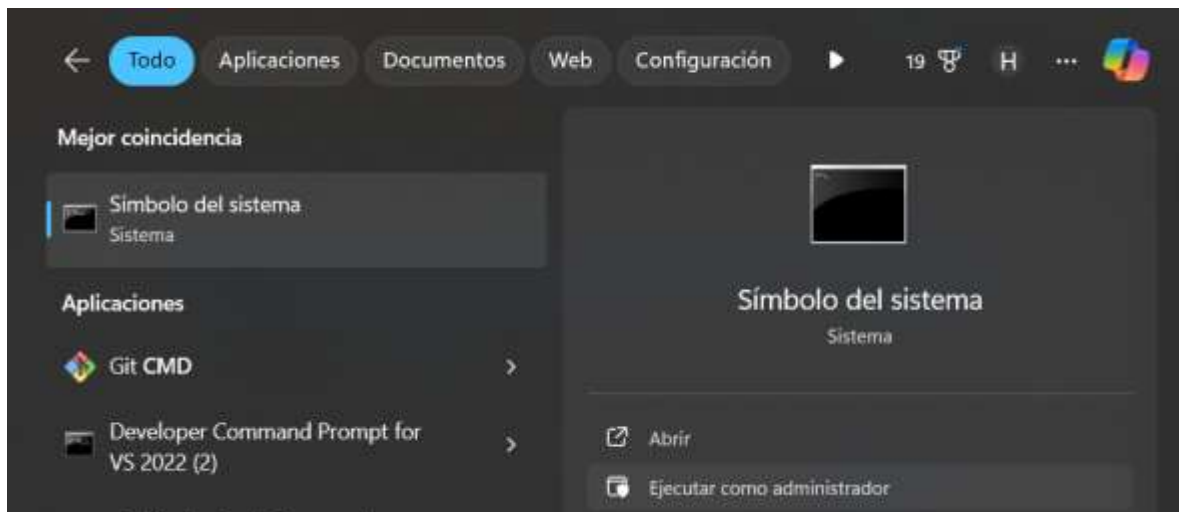 Todo Aplicaciones Documentos Web Configuración 19 H ...
Mejor coincidencia
Símbolo del sistema
Sistema
Aplicaciones
Git CMD
Developer Command Prompt for
VS 2022 (2)
Símbolo del sistema
Sistema
Abrir
Ejecutar como administrador